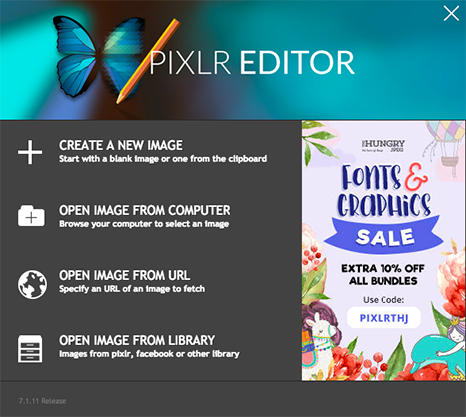 PIXLR EDITOR
CREATE A NEW IMAGE
Start with a blank image or one from the clipboard
OPEN IMAGE FROM COMPUTER
Browse your computer to select an image
OPEN IMAGE FROM URL
Specify an URL of an image to fetch
OPEN IMAGE FROM LIBRARY
Images from pixlr, facebook or other library
7.1.11 Release
HUNGRY
JPEG
FONTS &
GRAPHICS
SALE
EXTRA 10% OFF
ALL BUNDLES
Use Code:
PIXLRTHJ